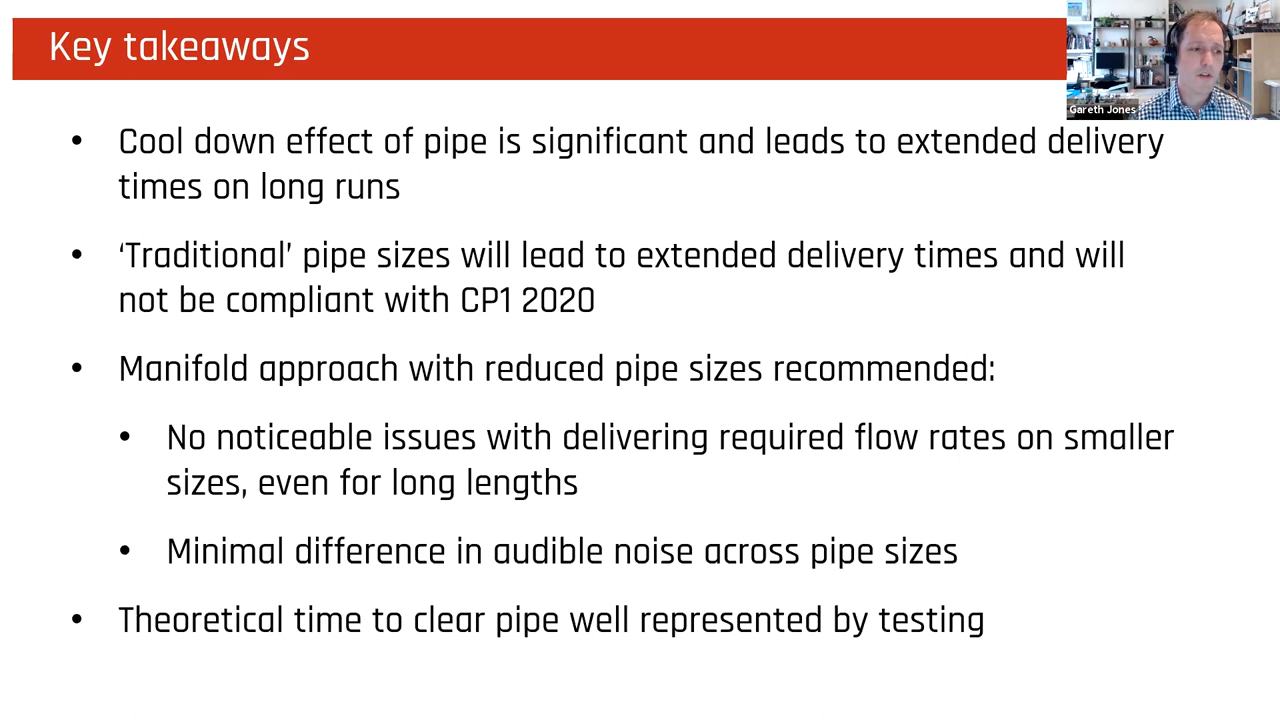 Key takeaways
Gareth Jones
• Cool down effect of pipe is significant and leads to extended delivery
times on long runs
• ‘Traditional’ pipe sizes will lead to extended delivery times and will
not be compliant with CP1 2020
• Manifold approach with reduced pipe sizes recommended:
• No noticeable issues with delivering required flow rates on smaller
sizes, even for long lengths
• Minimal difference in audible noise across pipe sizes
• Theoretical time to clear pipe well represented by testing